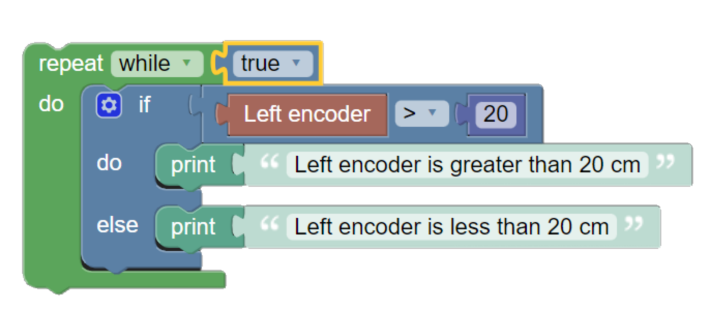 repeat while true
do if Left encoder > 20
do print “ Left encoder is greater than 20 cm ”
else print “ Left encoder is less than 20 cm ”